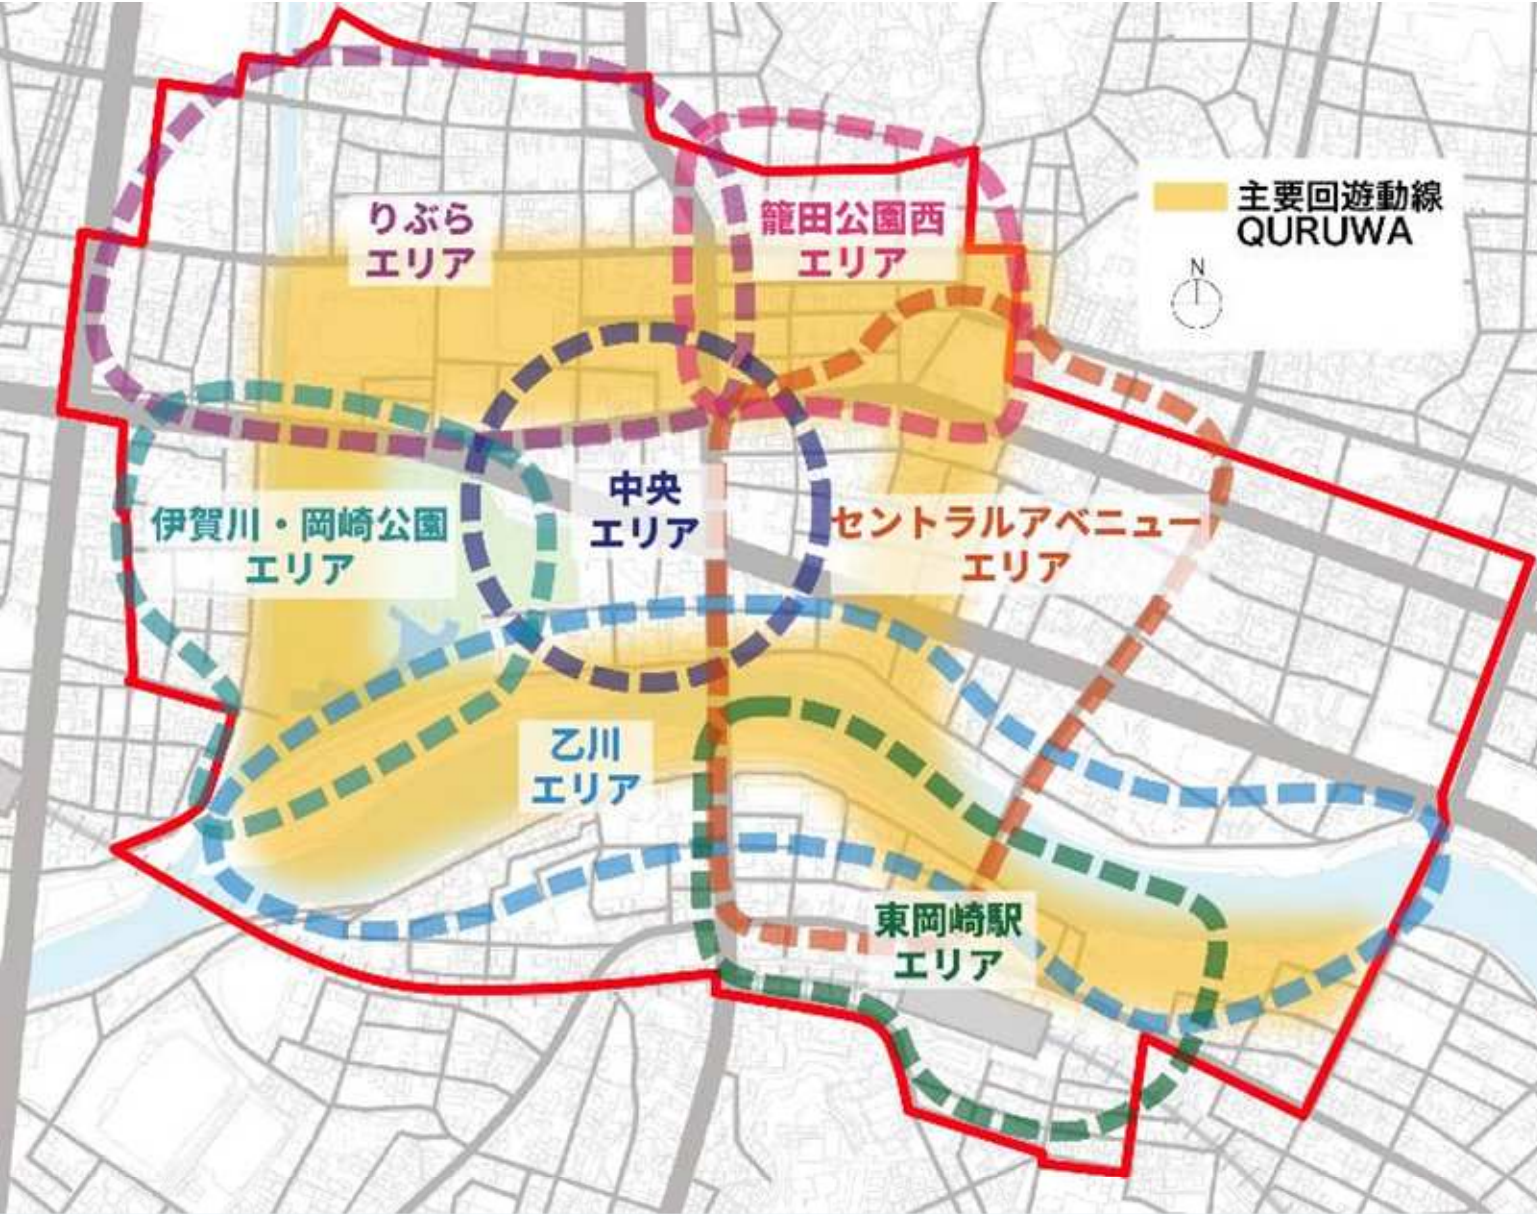 主要回遊動線
QURUWA
N
りぶら
エリア
籠田公園西
エリア
中央
エリア
伊賀川・岡崎公園
エリア
セントラルアベニュー
エリア
乙川
エリア
東岡崎駅
エリア